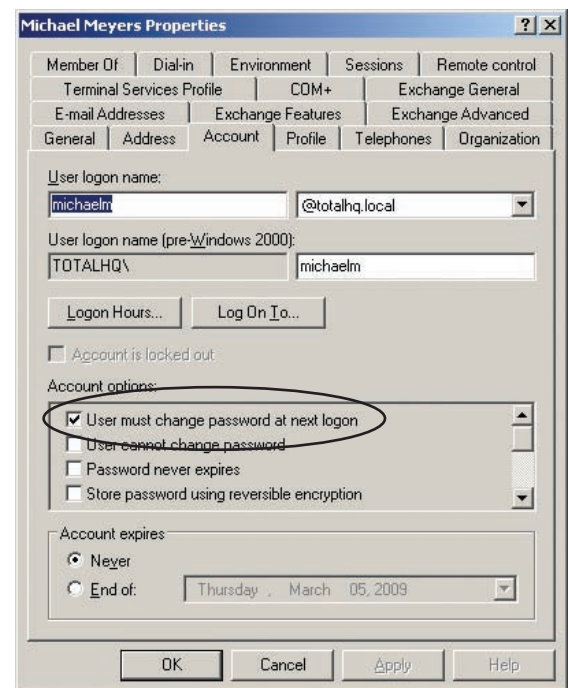 Michael Meyers Properties
Member Of Dial-in Environment Sessions Remote control
Terminal Services Profile COM+ Exchange General
E-mail Addresses Exchange Features Exchange Advanced
General Address Account Profile Telephones Organization
User logon name:
michaelm @totalhq.local
User logon name (pre-Windows 2000):
TOTALHQ\ michaelm
Logon Hours... Log On To...
Account is locked out
Account options:
User must change password at next logon
User cannot change password
Password never expires
Store password using reversible encryption
Account expires
Never
End of: Thursday , March 05, 2009
OK Cancel Apply Help